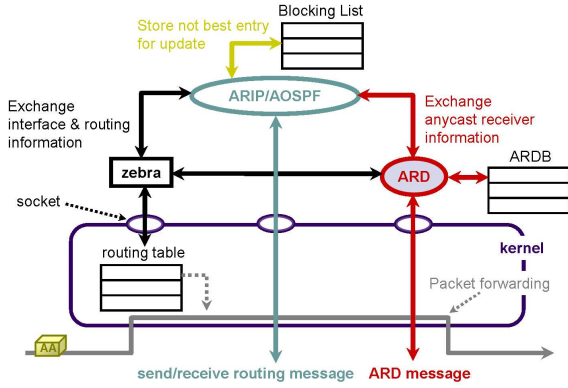 Blocking List
Store not best entry
for update
ARIP/AOSPF
Exchange
interface & routing
information
Exchange
anycast receiver
information
zebra
ARD
ARDB
socket
kernel
routing table
Packet forwarding
AA
send/receive routing message
ARD message